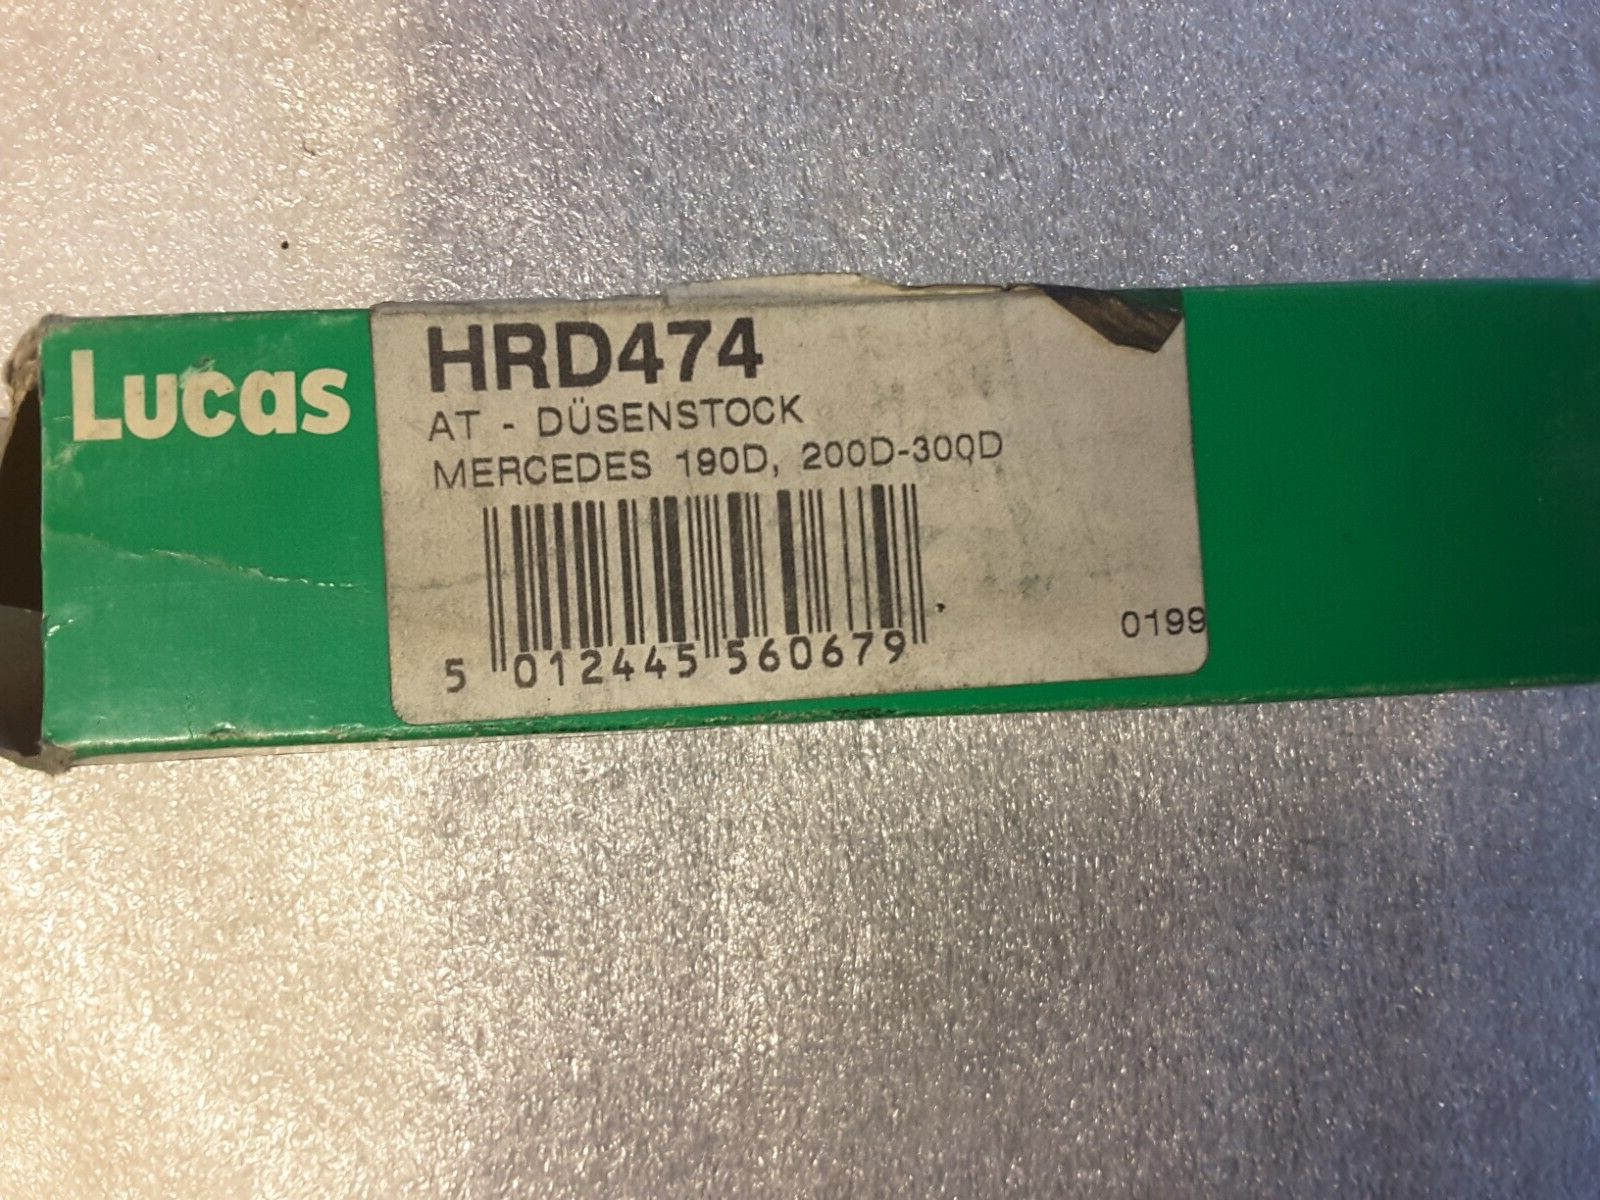 Lucas
HRD474
AT - DÜSENSTOCK
MERCEDES 190D, 200D-300D
5 012445 560679
0199